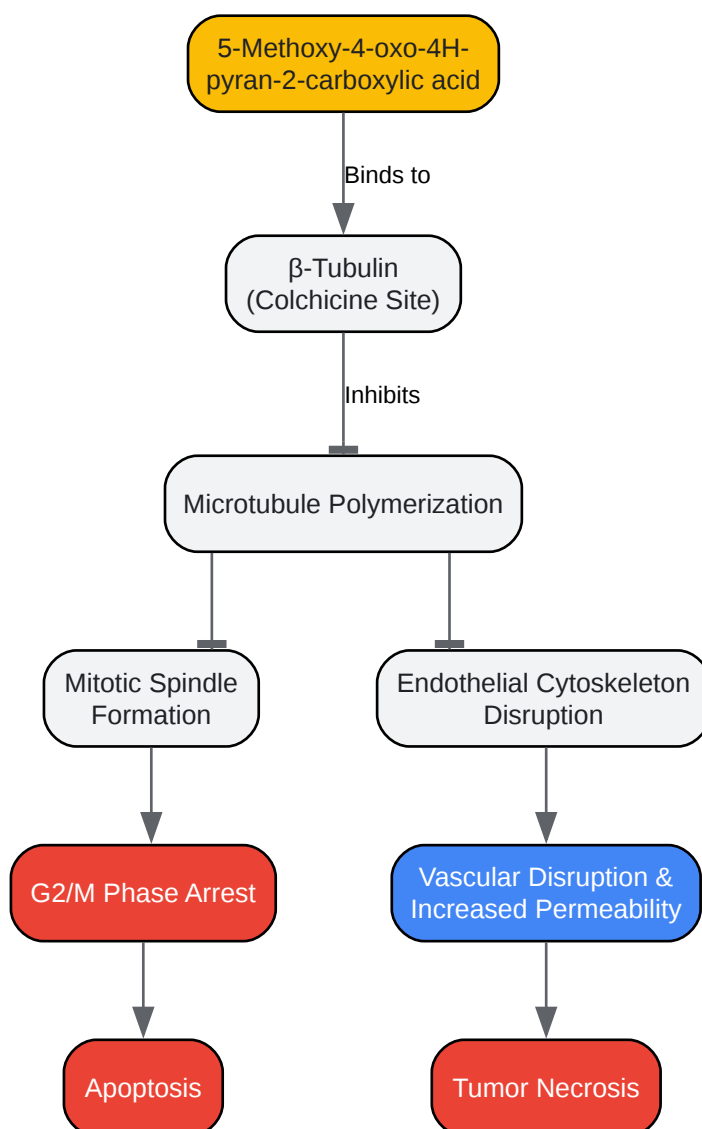 5-Methoxy-4-oxo-4H-
pyran-2-carboxylic acid
Binds to
β-Tubulin
(Colchicine Site)
Inhibits
Microtubule Polymerization
Mitotic Spindle
Formation
Endothelial Cytoskeleton
Disruption
G2/M Phase Arrest
Vascular Disruption &
Increased Permeability
Apoptosis
Tumor Necrosis